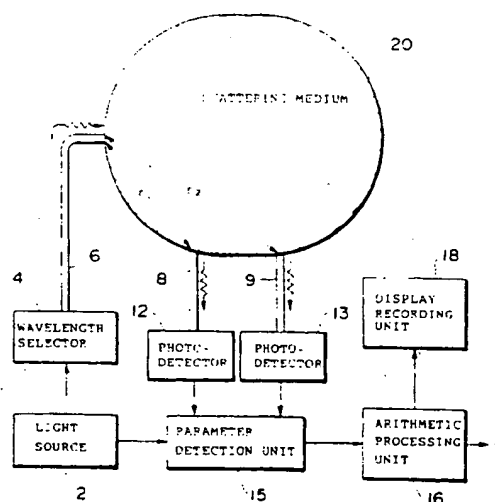 20
MEDIUM
r₂
6
8
9
18
4
12
13
DISPLAY
RECORDING
UNIT
WAVELENGTH
SELECTOR
PHOTO-
DETECTOR
PHOTO-
DETECTOR
LIGHT
SOURCE
PARAMETER
DETECTION UNIT
ARITHMETIC
PROCESSING
UNIT
2
15
16